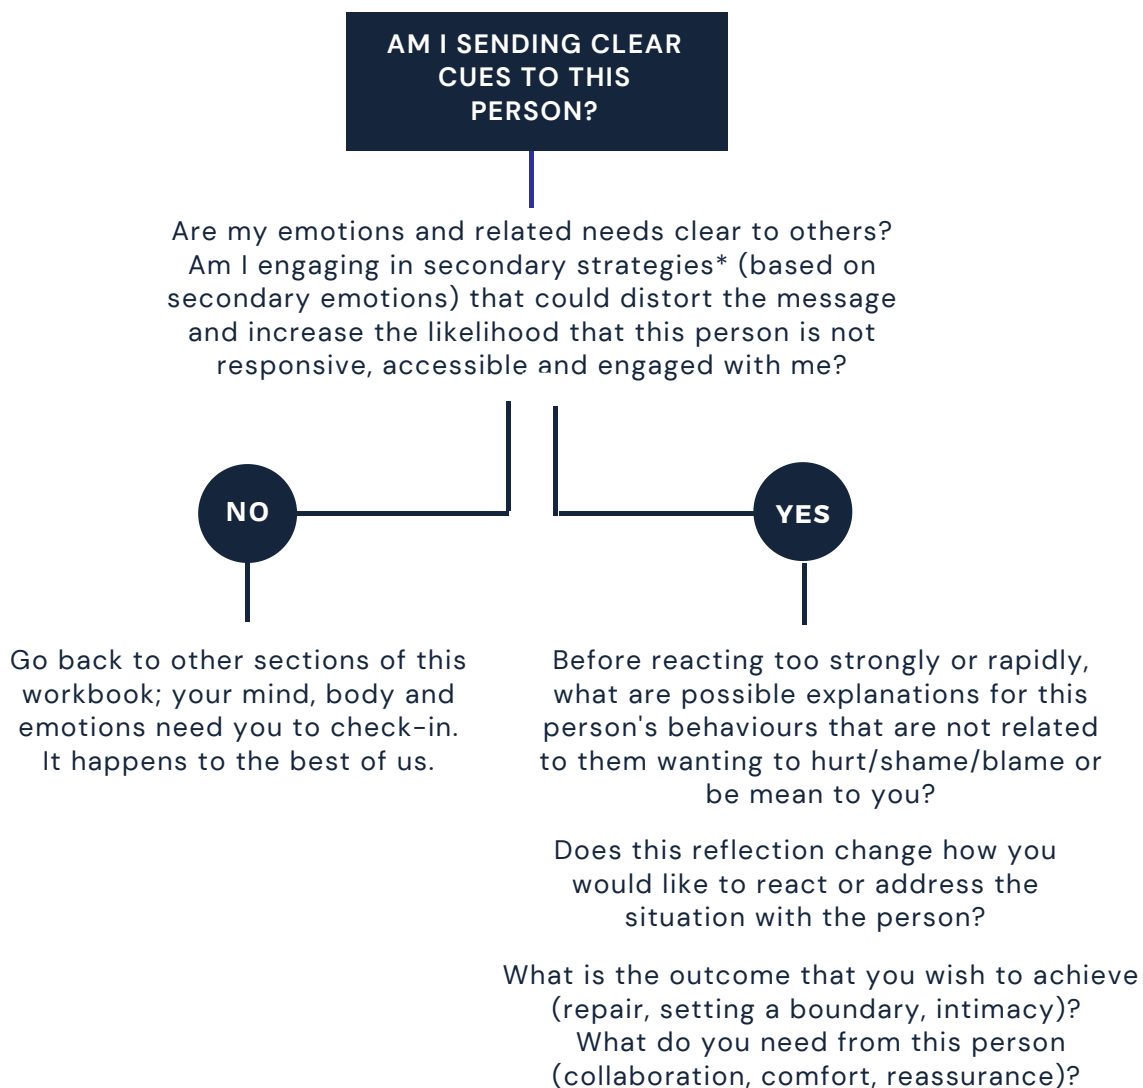 AM I SENDING CLEAR
CUES TO THIS
PERSON?
Are my emotions and related needs clear to others?
Am I engaging in secondary strategies* (based on
secondary emotions) that could distort the message
and increase the likelihood that this person is not
responsive, accessible and engaged with me?
NO
YES
Go back to other sections of this
workbook; your mind, body and
emotions need you to check-in.
It happens to the best of us.
Before reacting too strongly or rapidly,
what are possible explanations for this
person's behaviours that are not related
to them wanting to hurt/shame/blame or
be mean to you?
Does this reflection change how you
would like to react or address the
situation with the person?
What is the outcome that you wish to achieve
(repair, setting a boundary, intimacy)?
What do you need from this person
(collaboration, comfort, reassurance)?